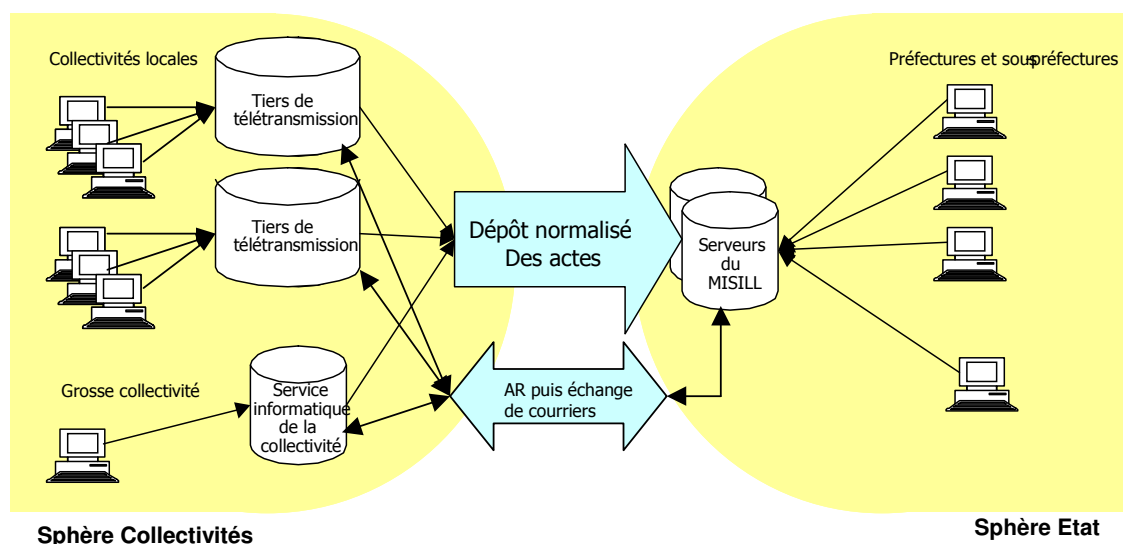 Collectivités locales
Tiers de
télétransmission
Tiers de
télétransmission
Grosse collectivité
Service
informatique
de la
collectivité
Dépôt normalisé
Des actes
AR puis échange
de courriers
Serveurs
du
MISILL
Préfectures et sous-préfectures
Sphère Collectivités
Sphère Etat